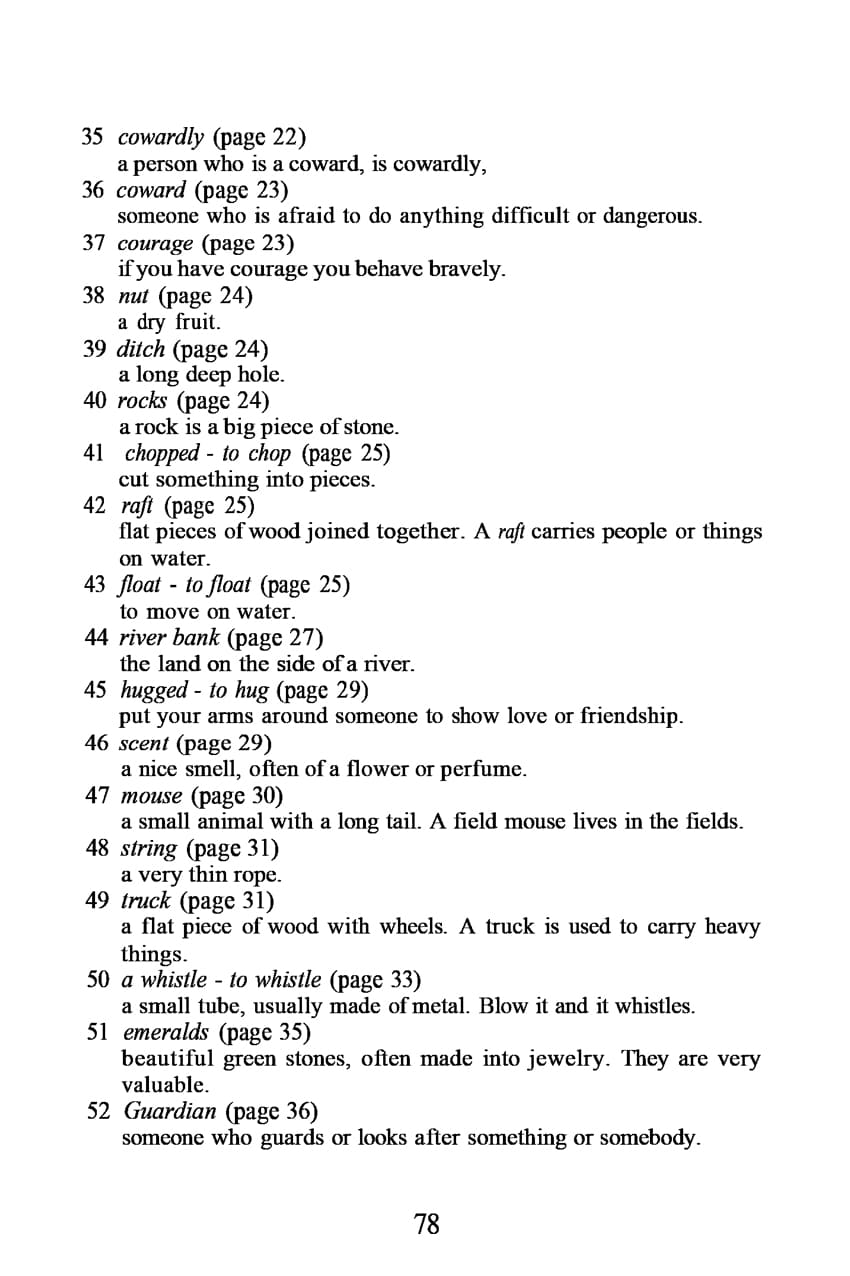 35 cowardly (page 22)
a person who is a coward, is cowardly,
36 coward (page 23)
someone who is afraid to do anything difficult or dangerous.
37 courage (page 23)
if you have courage you behave bravely.
38 nut (page 24)
a dry fruit.
39 ditch (page 24)
a long deep hole.
40 rocks (page 24)
a rock is a big piece of stone.
41 chopped - to chop (page 25)
cut something into pieces.
42 raft (page 25)
flat pieces of wood joined together. A raft carries people or things
on water.
43 float - to float (page 25)
to move on water.
44 river bank (page 27)
the land on the side of a river.
45 hugged - to hug (page 29)
put your arms around someone to show love or friendship.
46 scent (page 29)
a nice smell, often of a flower or perfume.
47 mouse (page 30)
a small animal with a long tail. A field mouse lives in the fields.
48 string (page 31)
a very thin rope.
49 truck (page 31)
a flat piece of wood with wheels. A truck is used to carry heavy
things.
50 a whistle - to whistle (page 33)
a small tube, usually made of metal. Blow it and it whistles.
51 emeralds (page 35)
beautiful green stones, often made into jewelry. They are very
valuable.
52 Guardian (page 36)
someone who guards or looks after something or somebody.
78